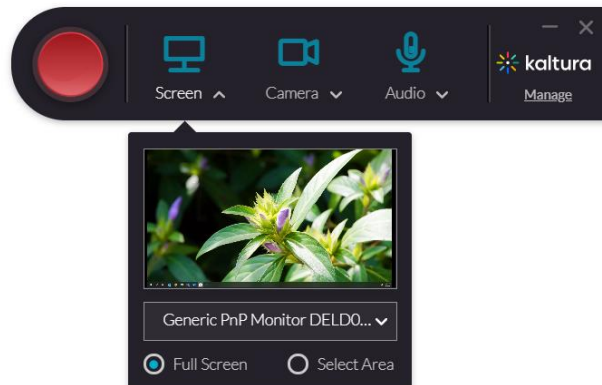 kaltura
Screen Camera Audio Manage
Generic PnP Monitor DELD0...
Full Screen Select Area